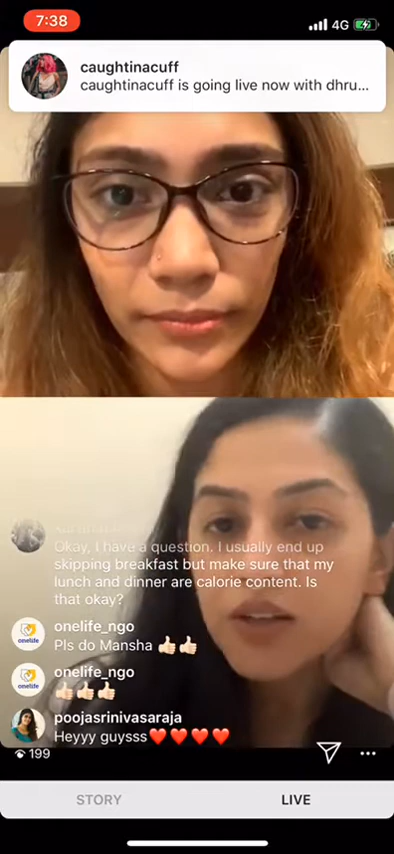 7:38
4G
caughtinacuff
caughtinacuff is going live now with dhru...
Okay, I have a question. I usually end up
skipping breakfast but make sure that my
lunch and dinner are calorie content. Is
that okay?
onelife_ngo
onelife
Pls do Mansha 👍🏻👍🏻
onelife_ngo
onelife
👍🏻👍🏻👍🏻
poojasrinivasaraja
Heyyy guysss❤️❤️❤️❤️
199
STORY
LIVE